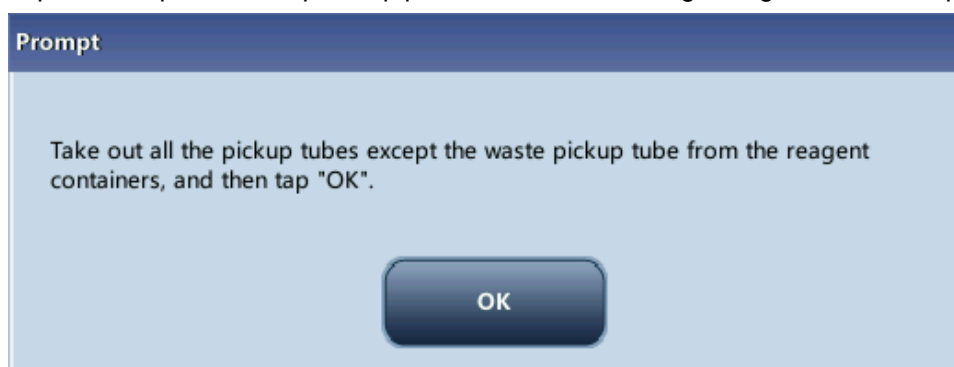 Prompt
Take out all the pickup tubes except the waste pickup tube from the reagent
containers, and then tap "OK".
OK